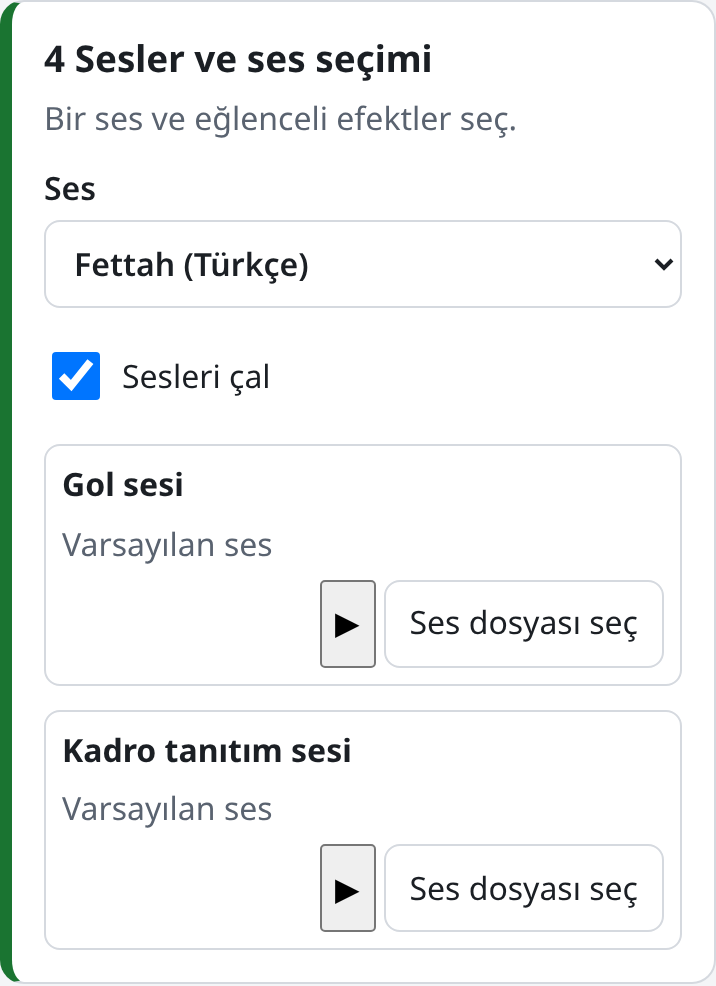 4 Sesler ve ses seçimi
Bir ses ve eğlenceli efektler seç.
Ses
Fettah (Türkçe)
Sesleri çal
Gol sesi
Varsayılan ses
Ses dosyası seç
Kadro tanıtım sesi
Varsayılan ses
Ses dosyası seç